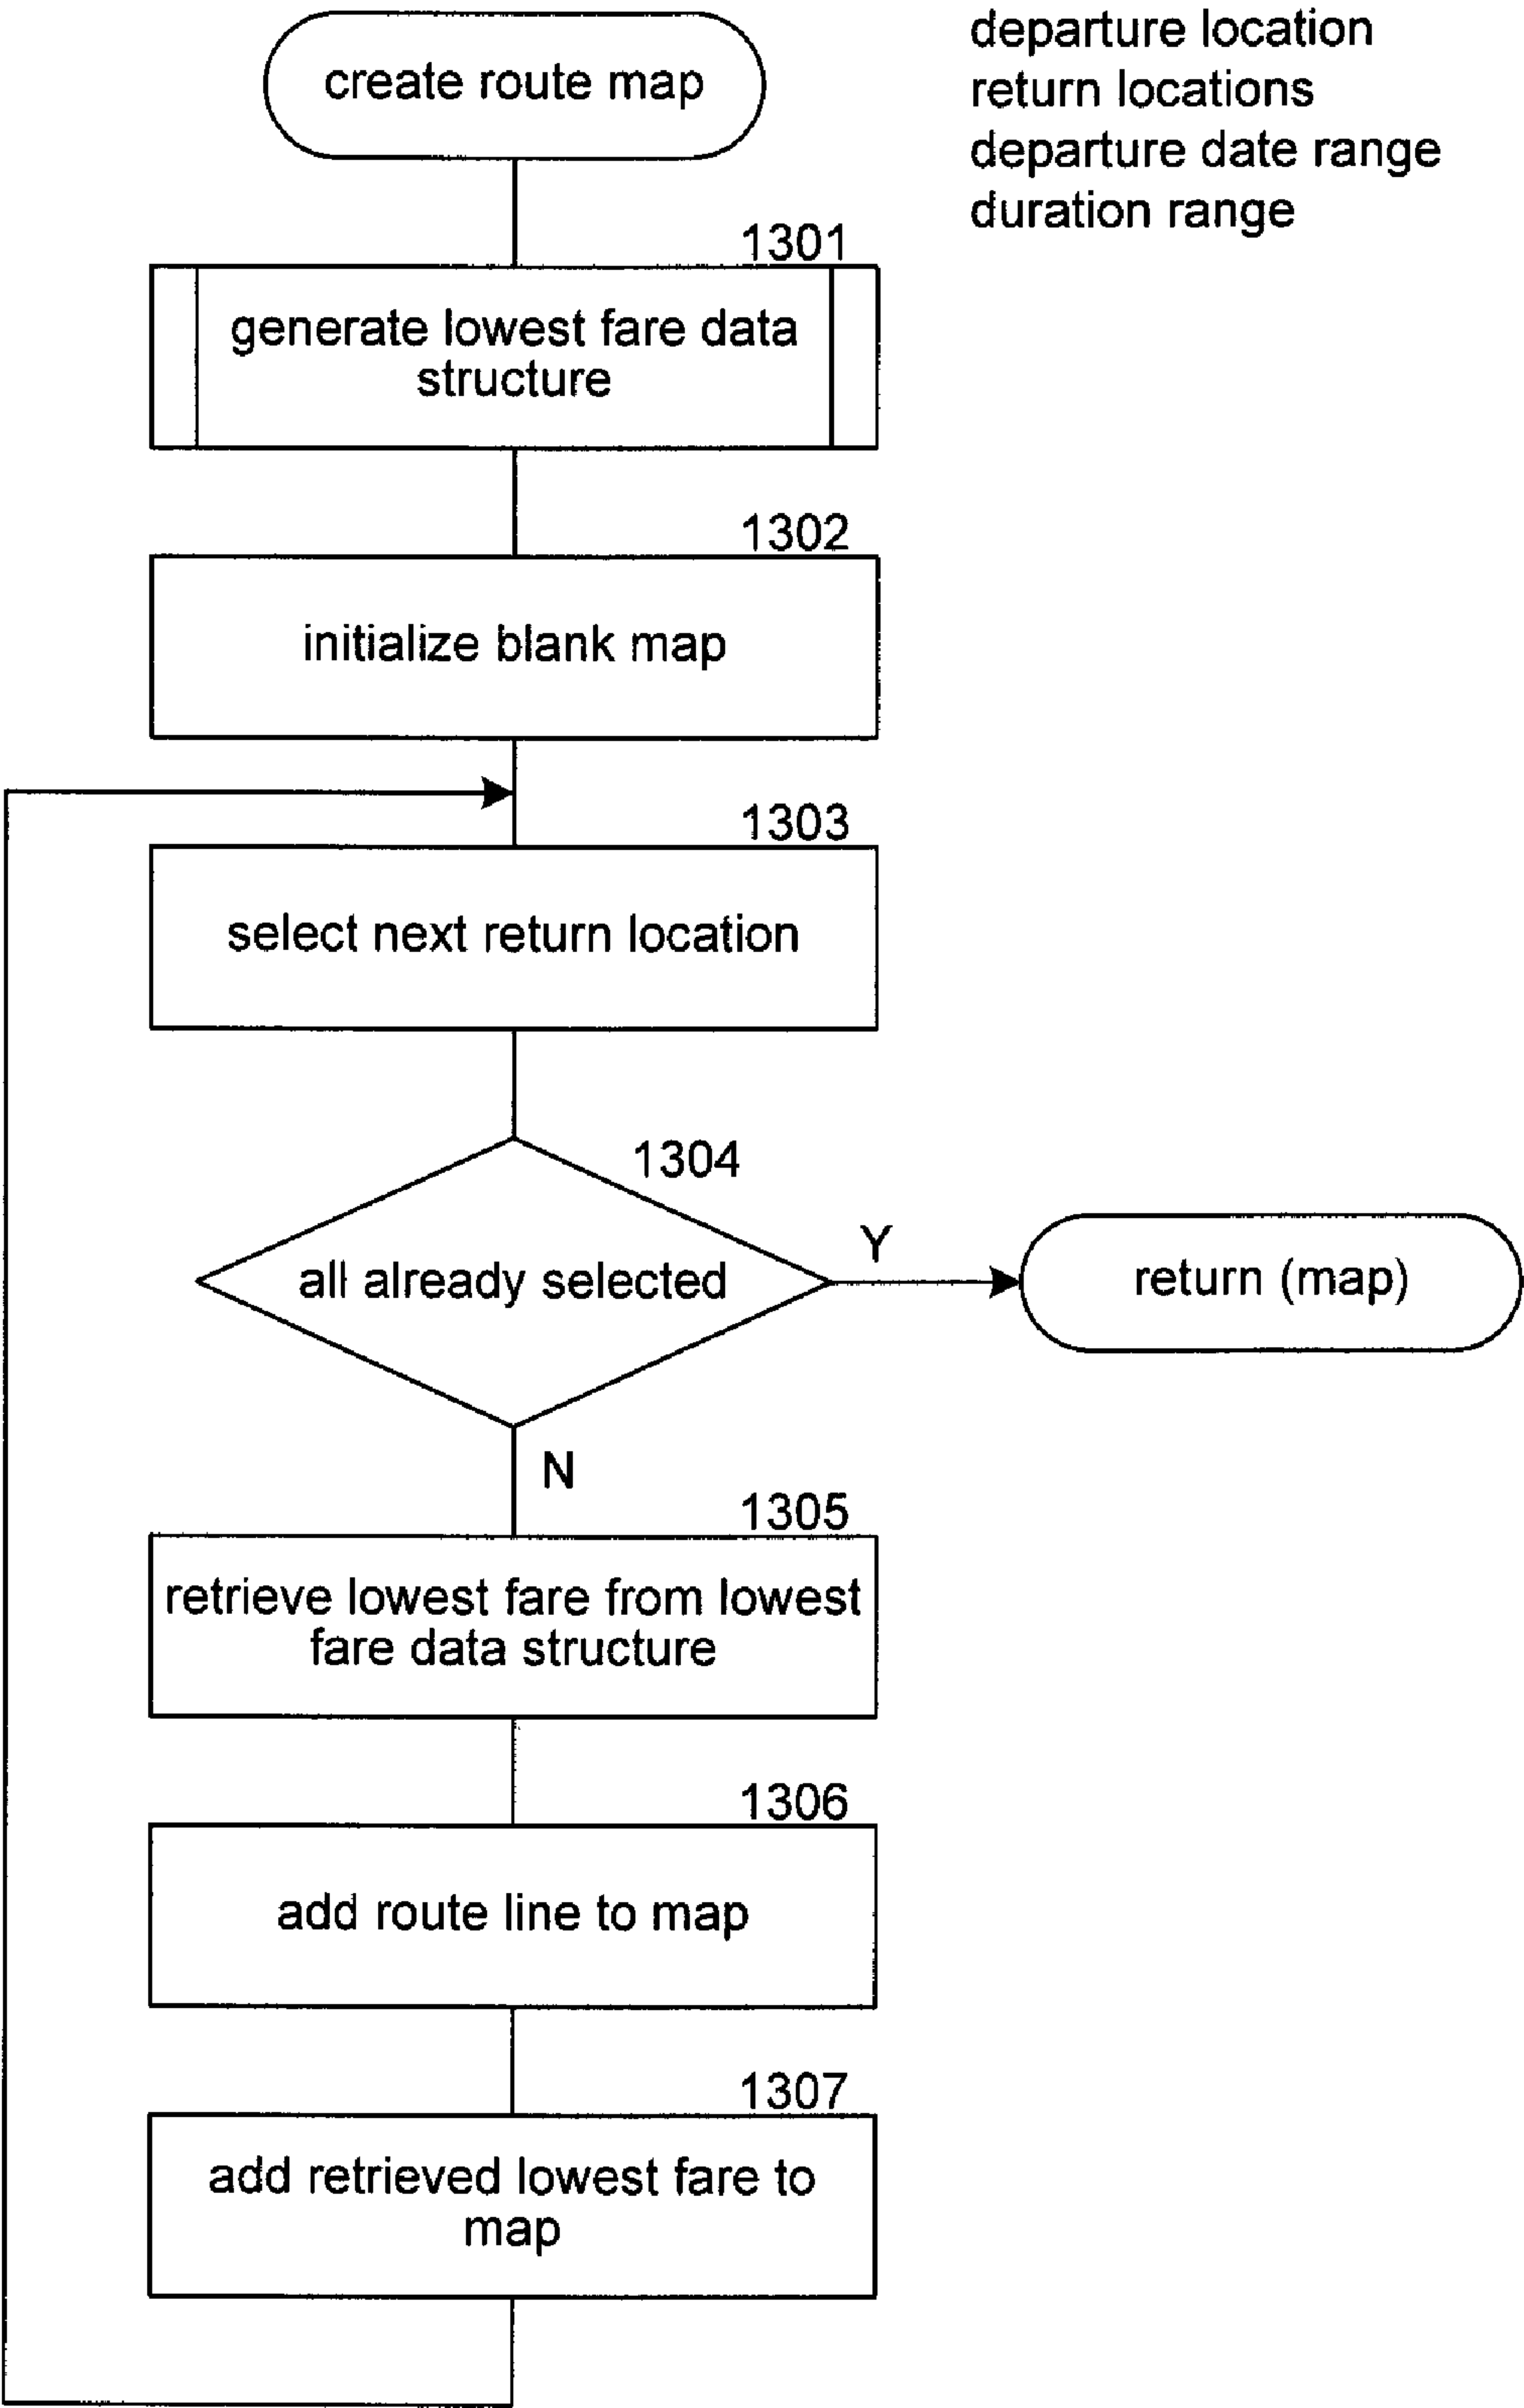 create route map
departure location
return locations
departure date range
duration range
1301
generate lowest fare data
structure
1302
initialize blank map
1303
select next return location
1304
all already selected
Y
return (map)
N
1305
retrieve lowest fare from lowest
fare data structure
1306
add route line to map
1307
add retrieved lowest fare to
map